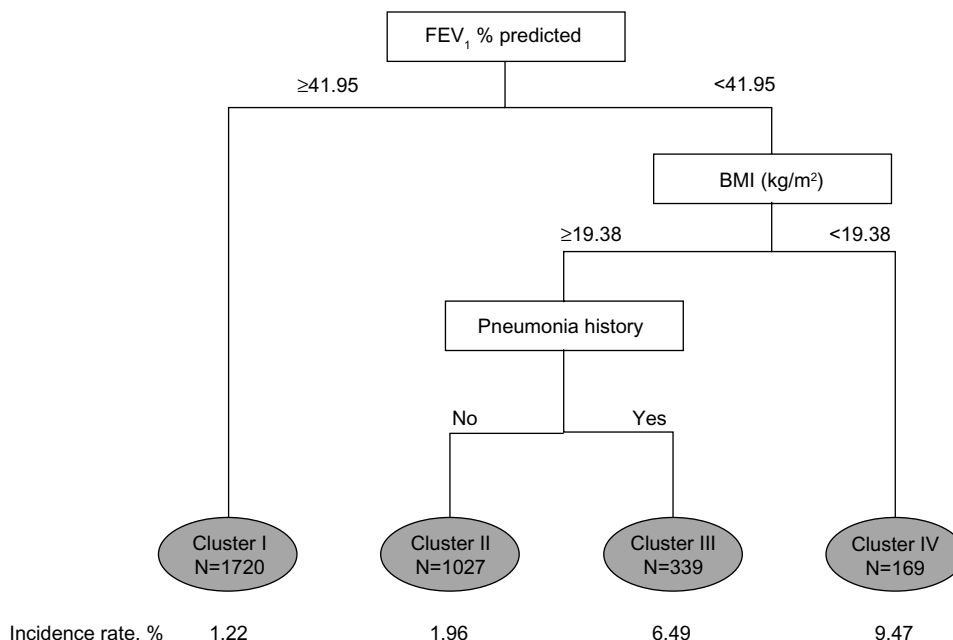 FEV₁ % predicted
≥41.95
<41.95
BMI (kg/m²)
≥19.38
<19.38
Pneumonia history
No
Yes
Cluster I
N=1720
Cluster II
N=1027
Cluster III
N=339
Cluster IV
N=169
Incidence rate, % 1.22 1.96 6.49 9.47